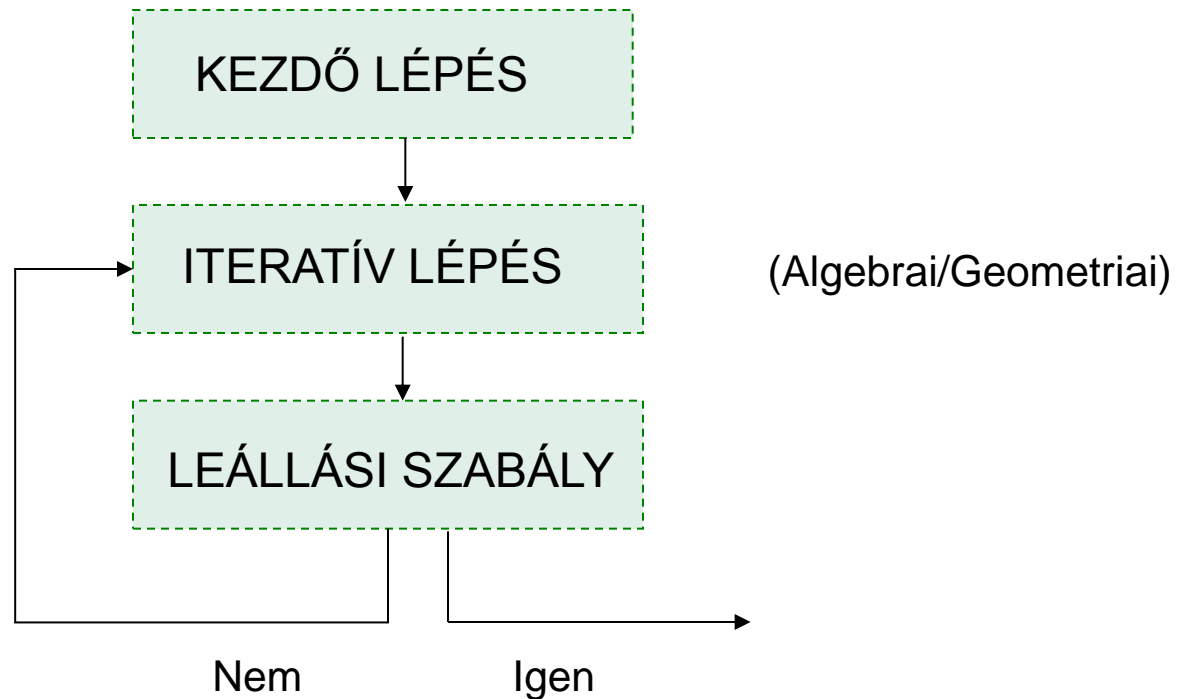 KEZDŐ LÉPÉS
ITERATÍV LÉPÉS
(Algebrai/Geometriai)
LEÁLLÁSI SZABÁLY
Nem
Igen